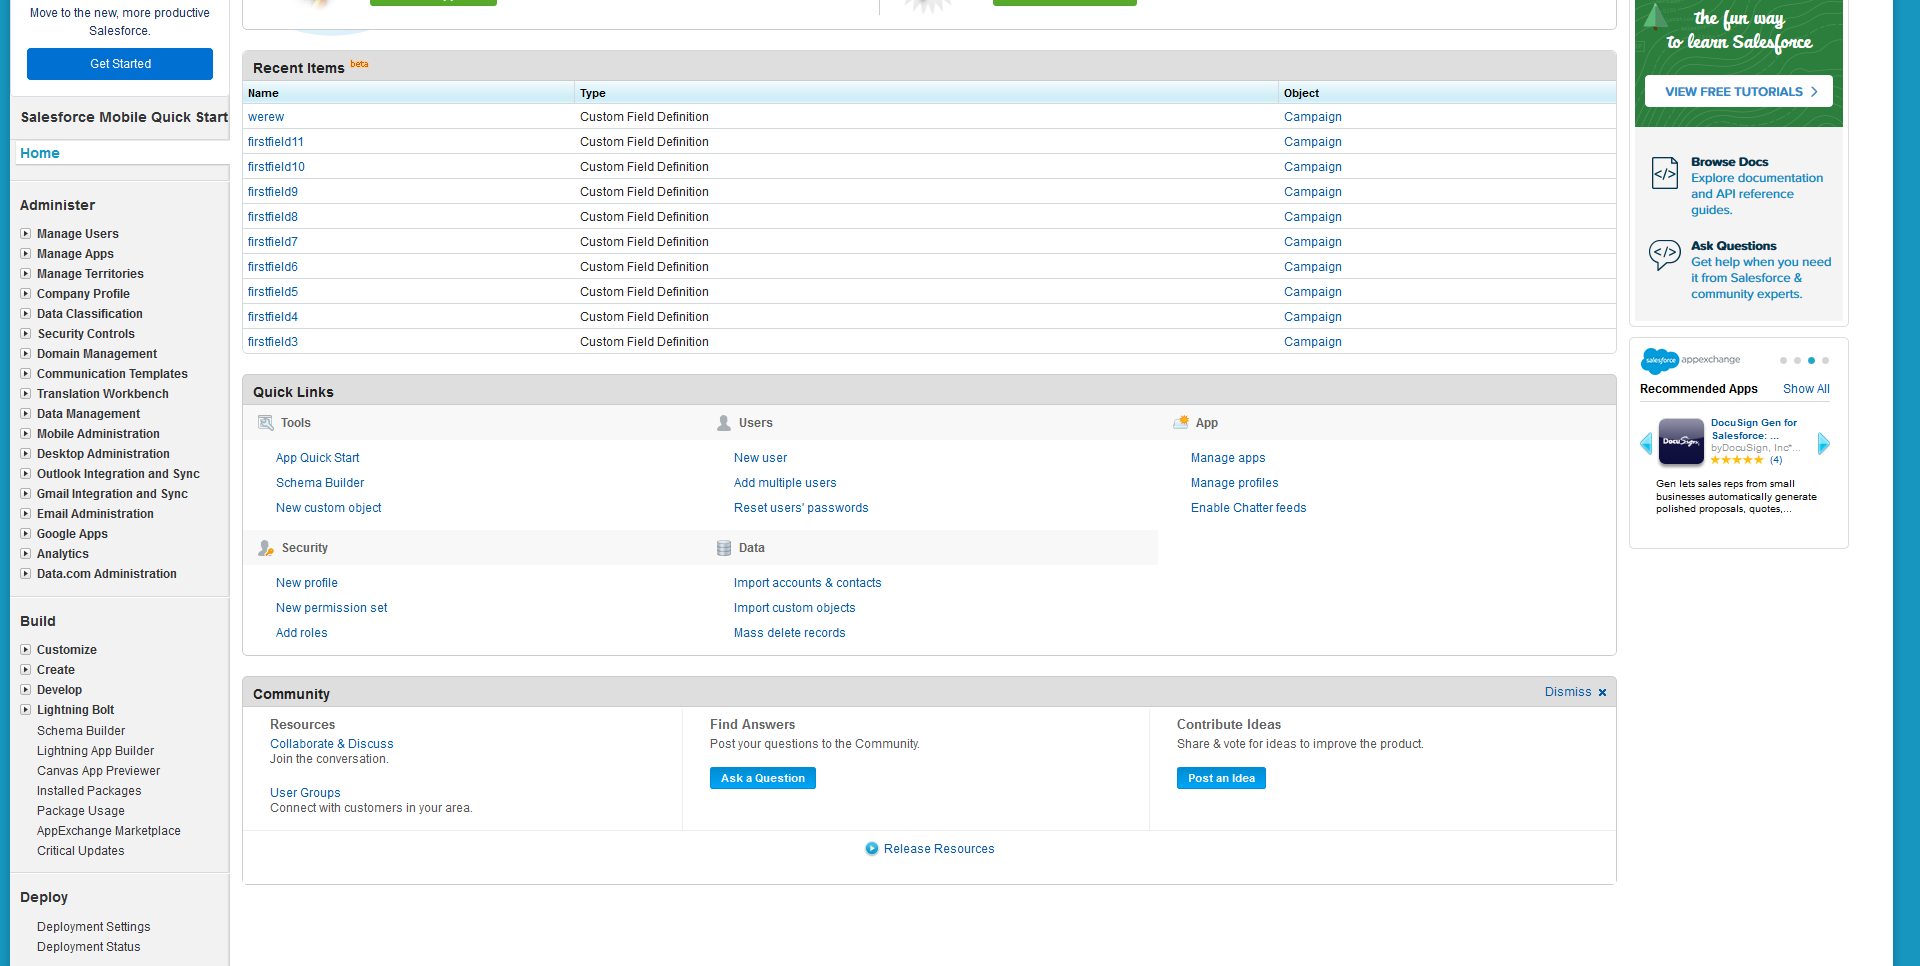 Move to the new, more productive
Salesforce.
Get Started
Salesforce Mobile Quick Start
Home
Administer
Manage Users
Manage Apps
Manage Territories
Company Profile
Data Classification
Security Controls
Domain Management
Communication Templates
Translation Workbench
Data Management
Mobile Administration
Desktop Administration
Outlook Integration and Sync
Gmail Integration and Sync
Email Administration
Google Apps
Analytics
Data.com Administration
Build
Customize
Create
Develop
Lightning Bolt
Schema Builder
Lightning App Builder
Canvas App Previewer
Installed Packages
Package Usage
AppExchange Marketplace
Critical Updates
Deploy
Deployment Settings
Deployment Status
Recent Items beta
Name Type Object
werew Custom Field Definition Campaign
firstfield11 Custom Field Definition Campaign
firstfield10 Custom Field Definition Campaign
firstfield9 Custom Field Definition Campaign
firstfield8 Custom Field Definition Campaign
firstfield7 Custom Field Definition Campaign
firstfield6 Custom Field Definition Campaign
firstfield5 Custom Field Definition Campaign
firstfield4 Custom Field Definition Campaign
firstfield3 Custom Field Definition Campaign
Quick Links
Tools Users App
App Quick Start New user Manage apps
Schema Builder Add multiple users Manage profiles
New custom object Reset users' passwords Enable Chatter feeds
Security Data
New profile Import accounts & contacts
New permission set Import custom objects
Add roles Mass delete records
Community Dismiss
Resources
Collaborate & Discuss
Join the conversation.
User Groups
Connect with customers in your area.
Find Answers
Post your questions to the Community.
Ask a Question
Contribute Ideas
Share & vote for ideas to improve the product.
Post an Idea
Release Resources
the fun way
to learn Salesforce
VIEW FREE TUTORIALS
Browse Docs
Explore documentation
and API reference
guides.
Ask Questions
Get help when you need
it from Salesforce &
community experts.
salesforce appexchange
Recommended Apps Show All
DocuSign
DocuSign Gen for
Salesforce: ...
byDocuSign, Inc*...
(4)
Gen lets sales reps from small
businesses automatically generate
polished proposals, quotes,...